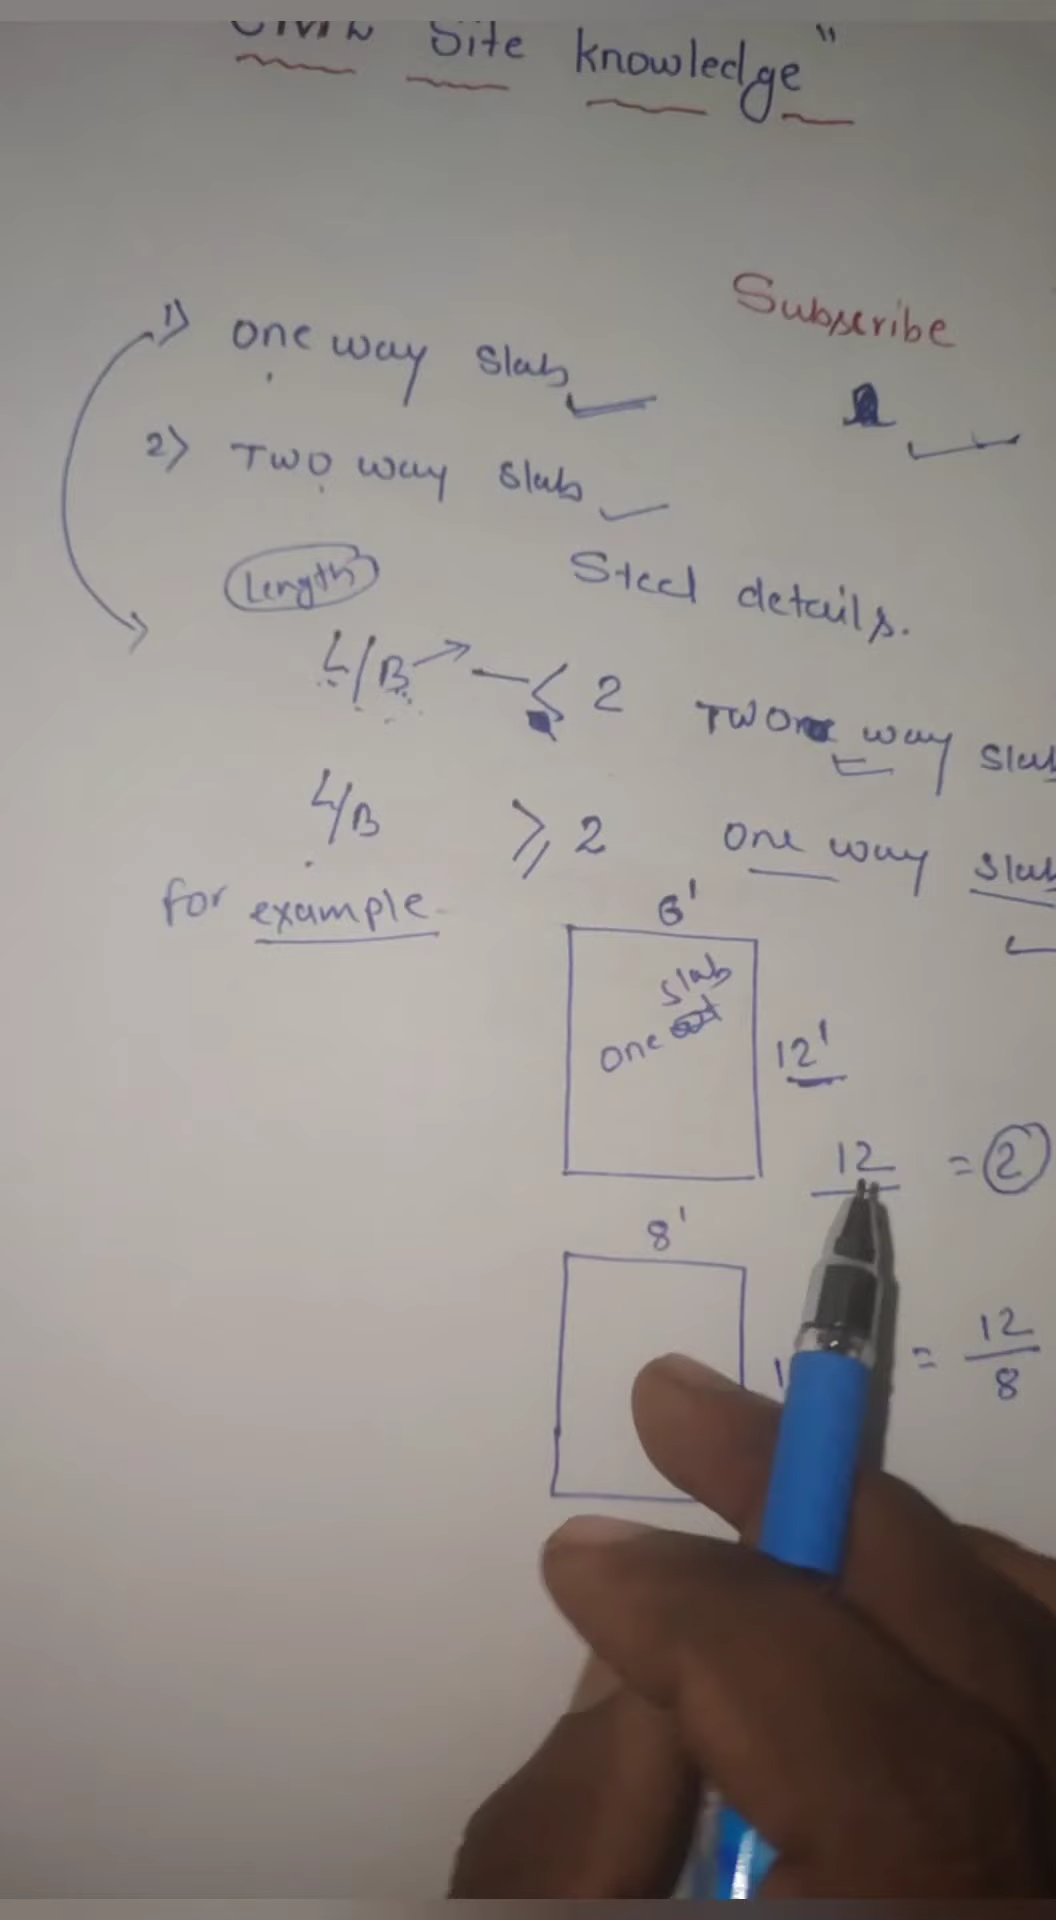 Site knowledge"
Subscribe
1) one way slab
2) Two way slab
Length
Steel details.
L/B → < 2 Two way slab
L/B ≥ 2 one way slab
for example
6'
slab
one
12'
12 = 2
8'
= 12
8